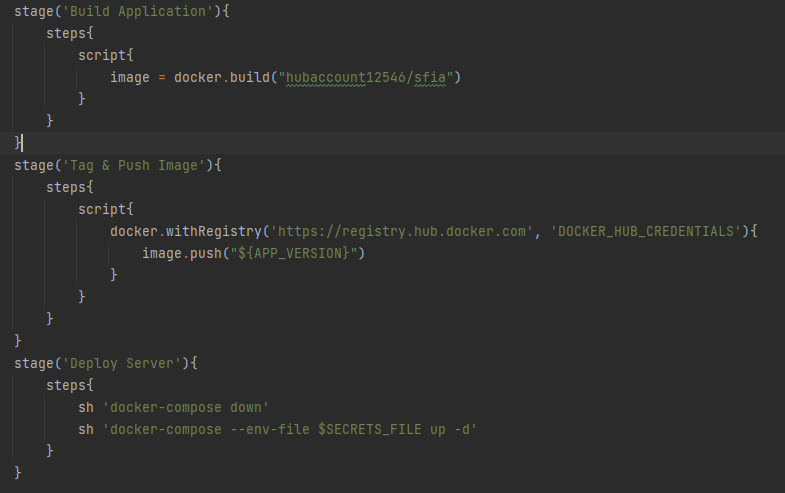 stage('Build Application'){
    steps{
        script{
            image = docker.build("hubaccount12546/sfia")
        }
    }
}
stage('Tag & Push Image'){
    steps{
        script{
            docker.withRegistry('https://registry.hub.docker.com', 'DOCKER_HUB_CREDENTIALS'){
                image.push("${APP_VERSION}")
            }
        }
    }
}
stage('Deploy Server'){
    steps{
        sh 'docker-compose down'
        sh 'docker-compose --env-file $SECRETS_FILE up -d'
    }
}